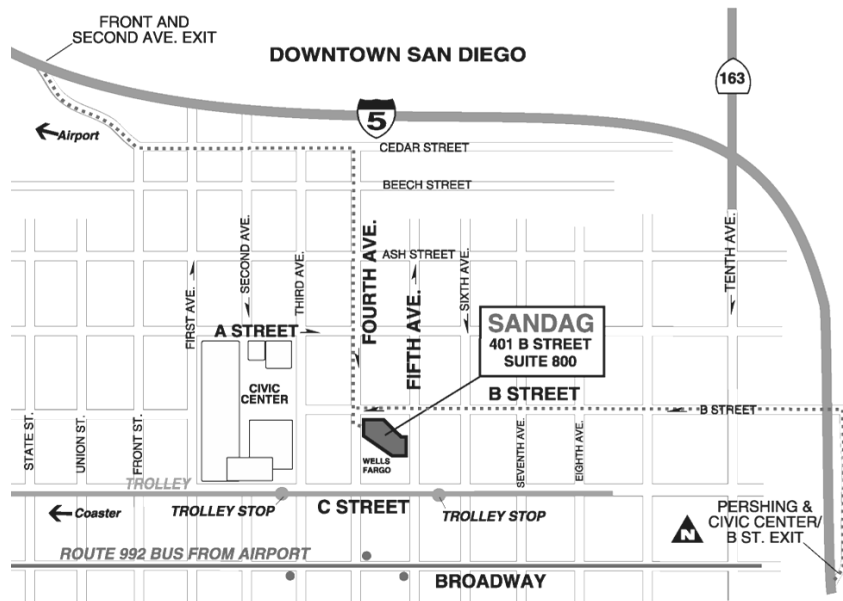 FRONT AND
SECOND AVE. EXIT
DOWNTOWN SAN DIEGO
163
5
Airport
CEDAR STREET
BEECH STREET
ASH STREET
FIRST AVE.
SECOND AVE.
THIRD AVE.
FOURTH AVE.
FIFTH AVE.
SIXTH AVE.
TENTH AVE.
A STREET
SANDAG
401 B STREET
SUITE 800
CIVIC
CENTER
B STREET
B STREET
STATE ST.
UNION ST.
FRONT ST.
WELLS
FARGO
SEVENTH AVE.
EIGHTH AVE.
TROLLEY
Coaster
TROLLEY STOP
C STREET
TROLLEY STOP
N
PERSHING &
CIVIC CENTER/
B ST. EXIT
ROUTE 992 BUS FROM AIRPORT
BROADWAY